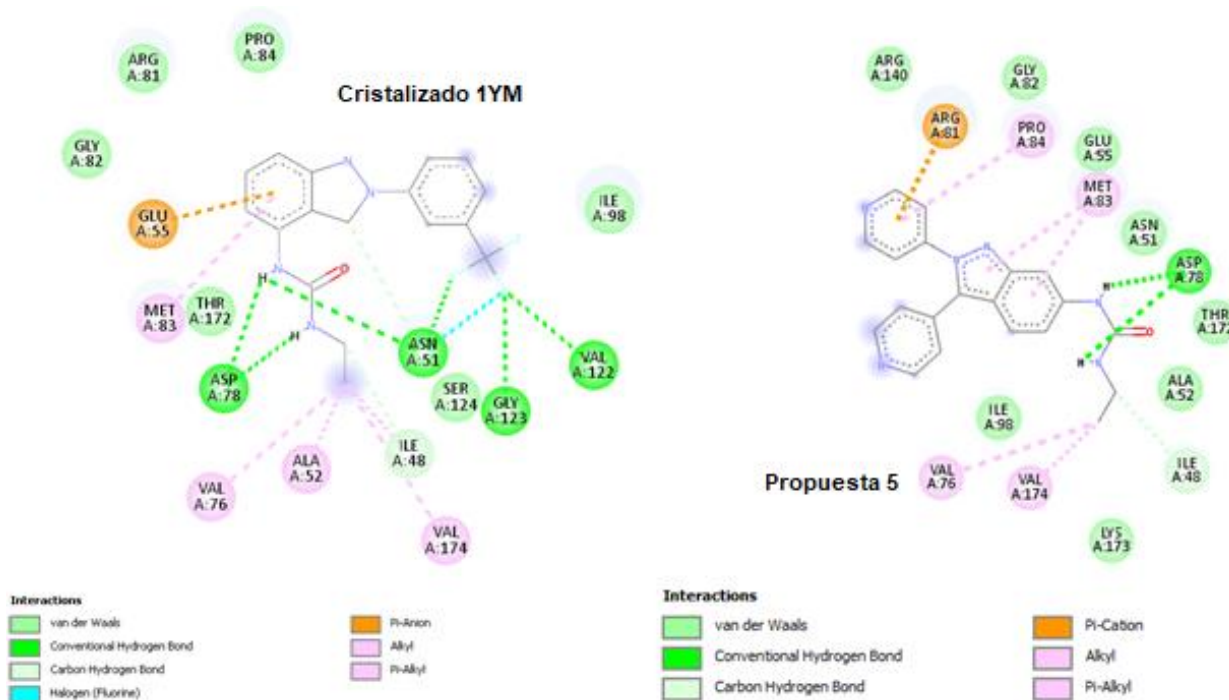 PRO
A:84
ARG
A:81
Cristalizado 1YM
GLY
A:82
GLU
A:55
ILE
A:98
N
N
N
H
O
MET
A:83
THR
A:172
N
H
ASP
A:78
ASN
A:51
VAL
A:122
SER
A:124
GLY
A:123
ILE
A:48
ALA
A:52
VAL
A:76
VAL
A:174
Interactions
van der Waals
Conventional Hydrogen Bond
Carbon Hydrogen Bond
Halogen (Fluorine)
Pi-Anion
Alkyl
Pi-Alkyl
ARG
A:140
GLY
A:82
ARG
A:81
PRO
A:84
GLU
A:55
MET
A:83
ASN
A:51
ASP
A:78
N
N
N
H
THR
A:172
O
H
N
N
ALA
A:52
ILE
A:98
ILE
A:48
Propuesta 5
VAL
A:76
VAL
A:174
LYS
A:173
Interactions
van der Waals
Conventional Hydrogen Bond
Carbon Hydrogen Bond
Pi-Cation
Alkyl
Pi-Alkyl